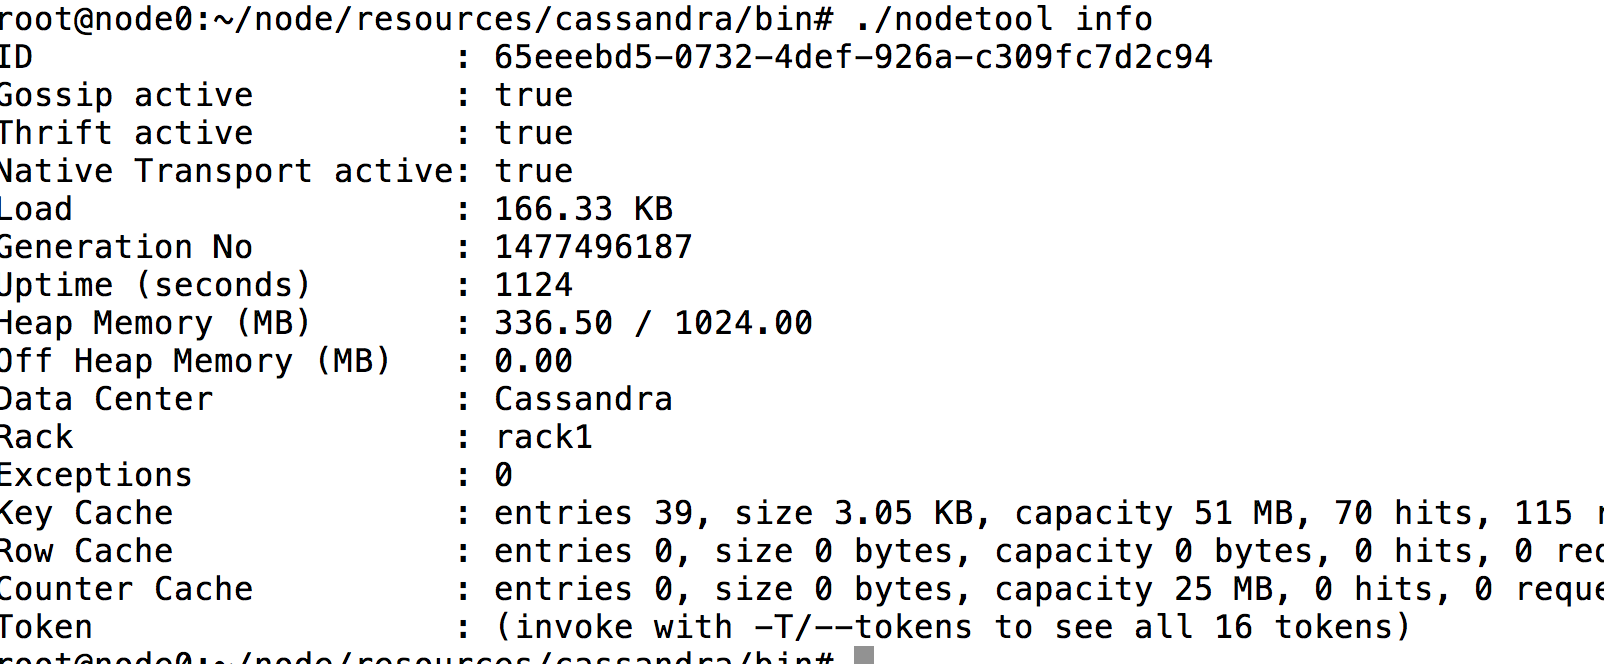 root@node0:~/node/resources/cassandra/bin# ./nodetool info
ID                     : 65eeebd5-0732-4def-926a-c309fc7d2c94
Gossip active          : true
Thrift active          : true
Native Transport active: true
Load                   : 166.33 KB
Generation No          : 1477496187
Uptime (seconds)       : 1124
Heap Memory (MB)       : 336.50 / 1024.00
Off Heap Memory (MB)   : 0.00
Data Center            : Cassandra
Rack                   : rack1
Exceptions             : 0
Key Cache              : entries 39, size 3.05 KB, capacity 51 MB, 70 hits, 115 r
Row Cache              : entries 0, size 0 bytes, capacity 0 bytes, 0 hits, 0 req
Counter Cache          : entries 0, size 0 bytes, capacity 25 MB, 0 hits, 0 reque
Token                  : (invoke with -T/--tokens to see all 16 tokens)
root@node0:~/node/resources/cassandra/bin#